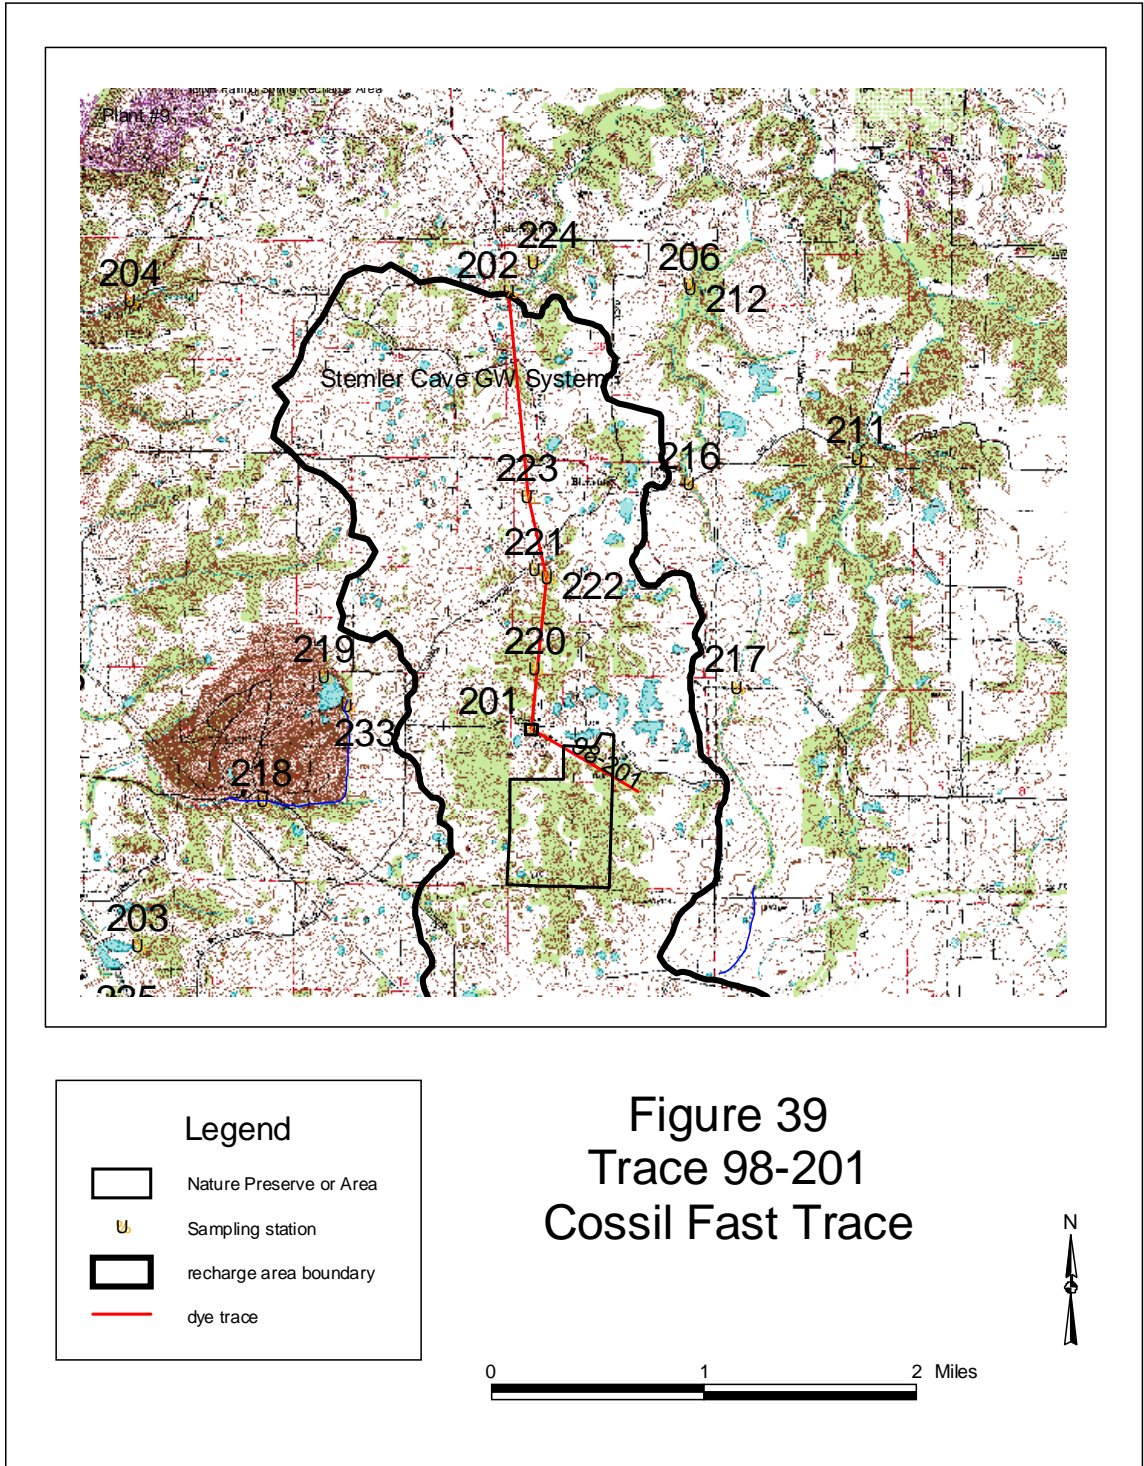 Plant #9
224
202
206
204
212
Stemler Cave GW System
211
216
223
221
222
220
219
217
201
233
98-201
218
203
225
Legend
Nature Preserve or Area
Sampling station
recharge area boundary
dye trace
Figure 39
Trace 98-201
Cossil Fast Trace
N
0 1 2 Miles